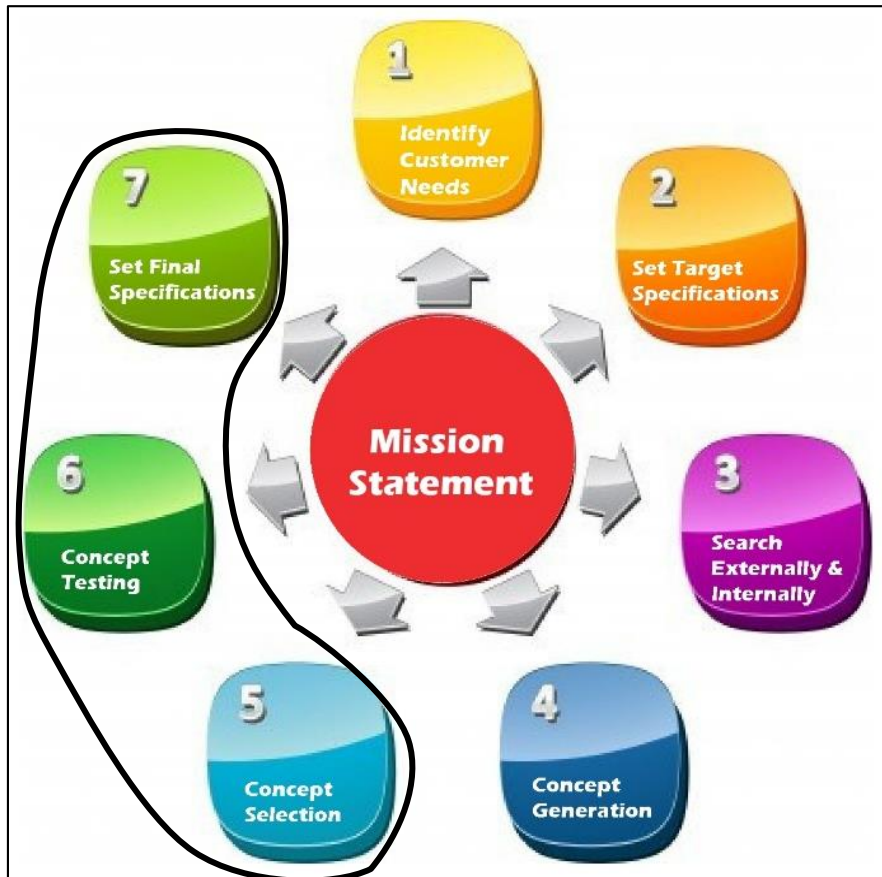 1
Identify
Customer
Needs
2
Set Target
Specifications
3
Search
Externally &
Internally
4
Concept
Generation
5
Concept
Selection
6
Concept
Testing
7
Set Final
Specifications
Mission
Statement